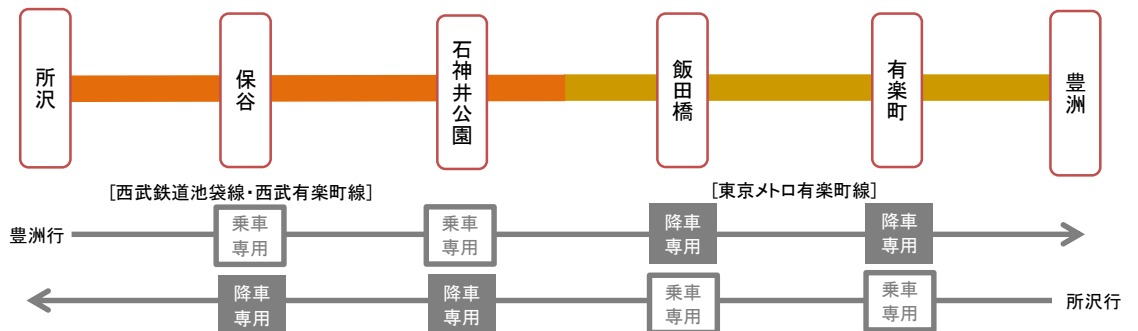 所沢
保谷
石神井公園
飯田橋
有楽町
豊洲
[西武鉄道池袋線・西武有楽町線]
[東京メトロ有楽町線]
豊洲行
乗車
専用
乗車
専用
降車
専用
降車
専用
降車
専用
降車
専用
乗車
専用
乗車
専用
所沢行